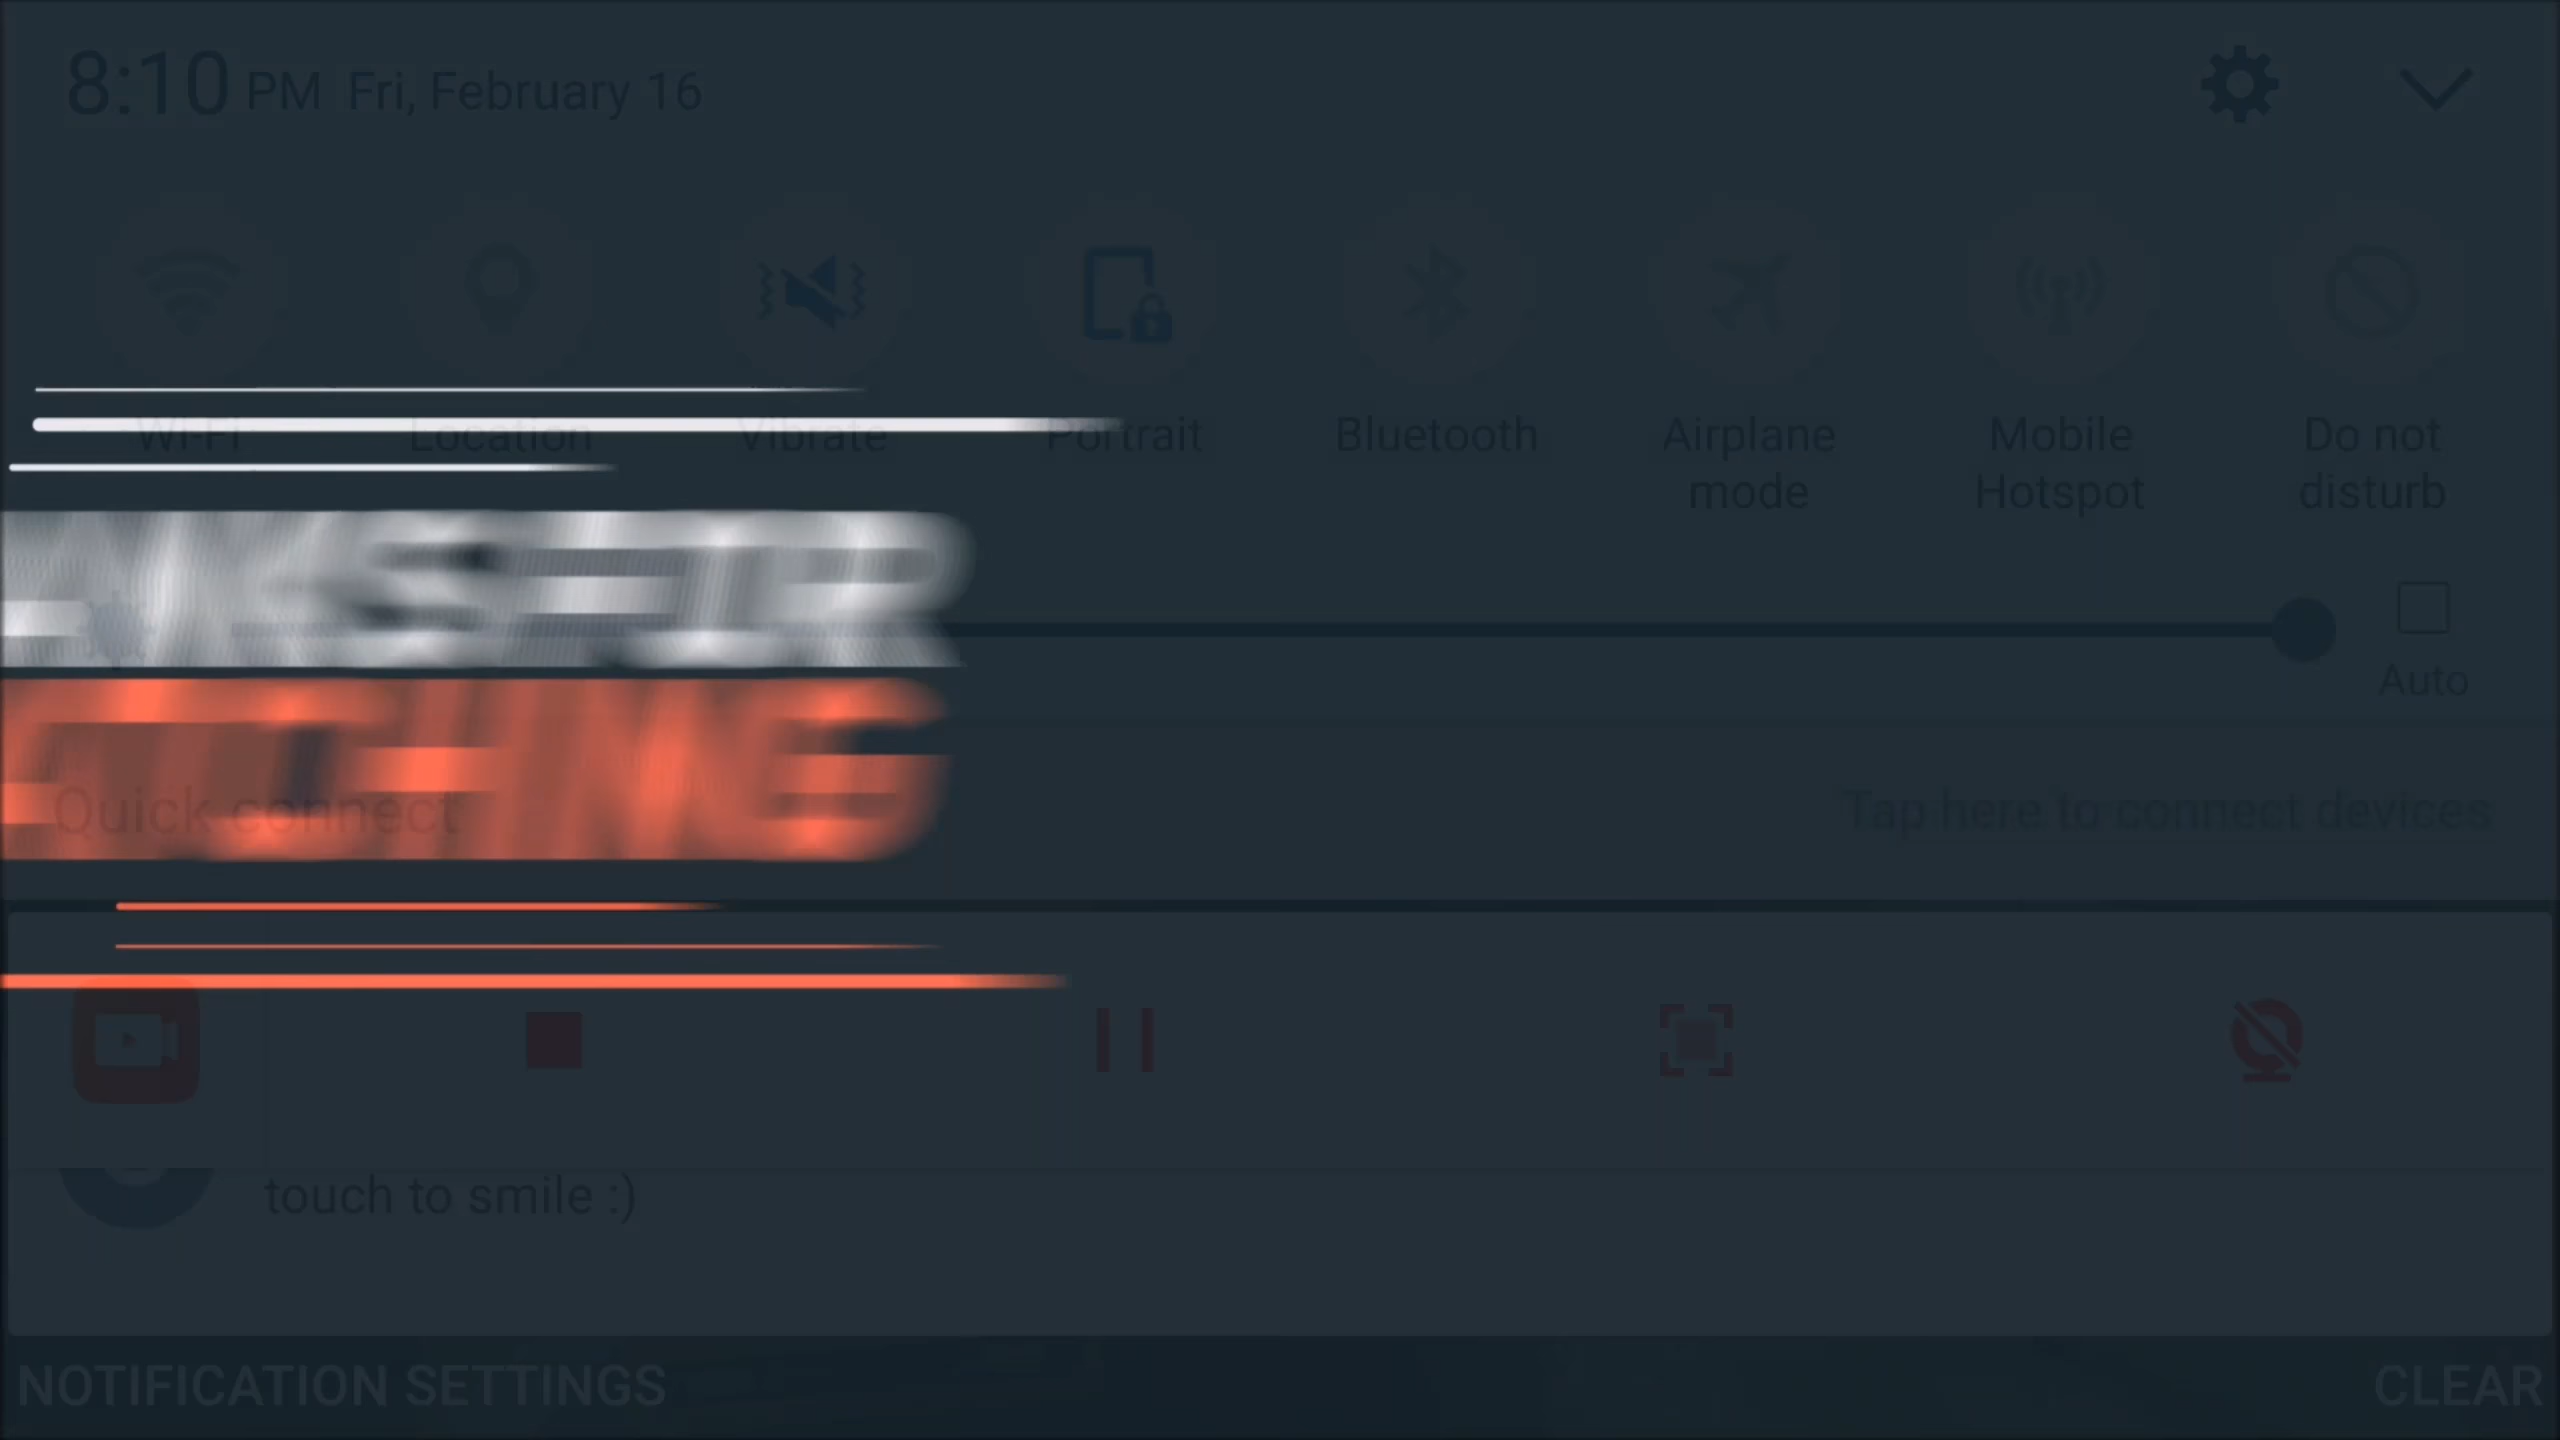 8:10 PM Fri, February 16
Wi-Fi Location Vibrate Portrait Bluetooth Airplane mode Mobile Hotspot Do not disturb
Auto
Quick connect Tap here to connect devices
touch to smile :)
NOTIFICATION SETTINGS CLEAR